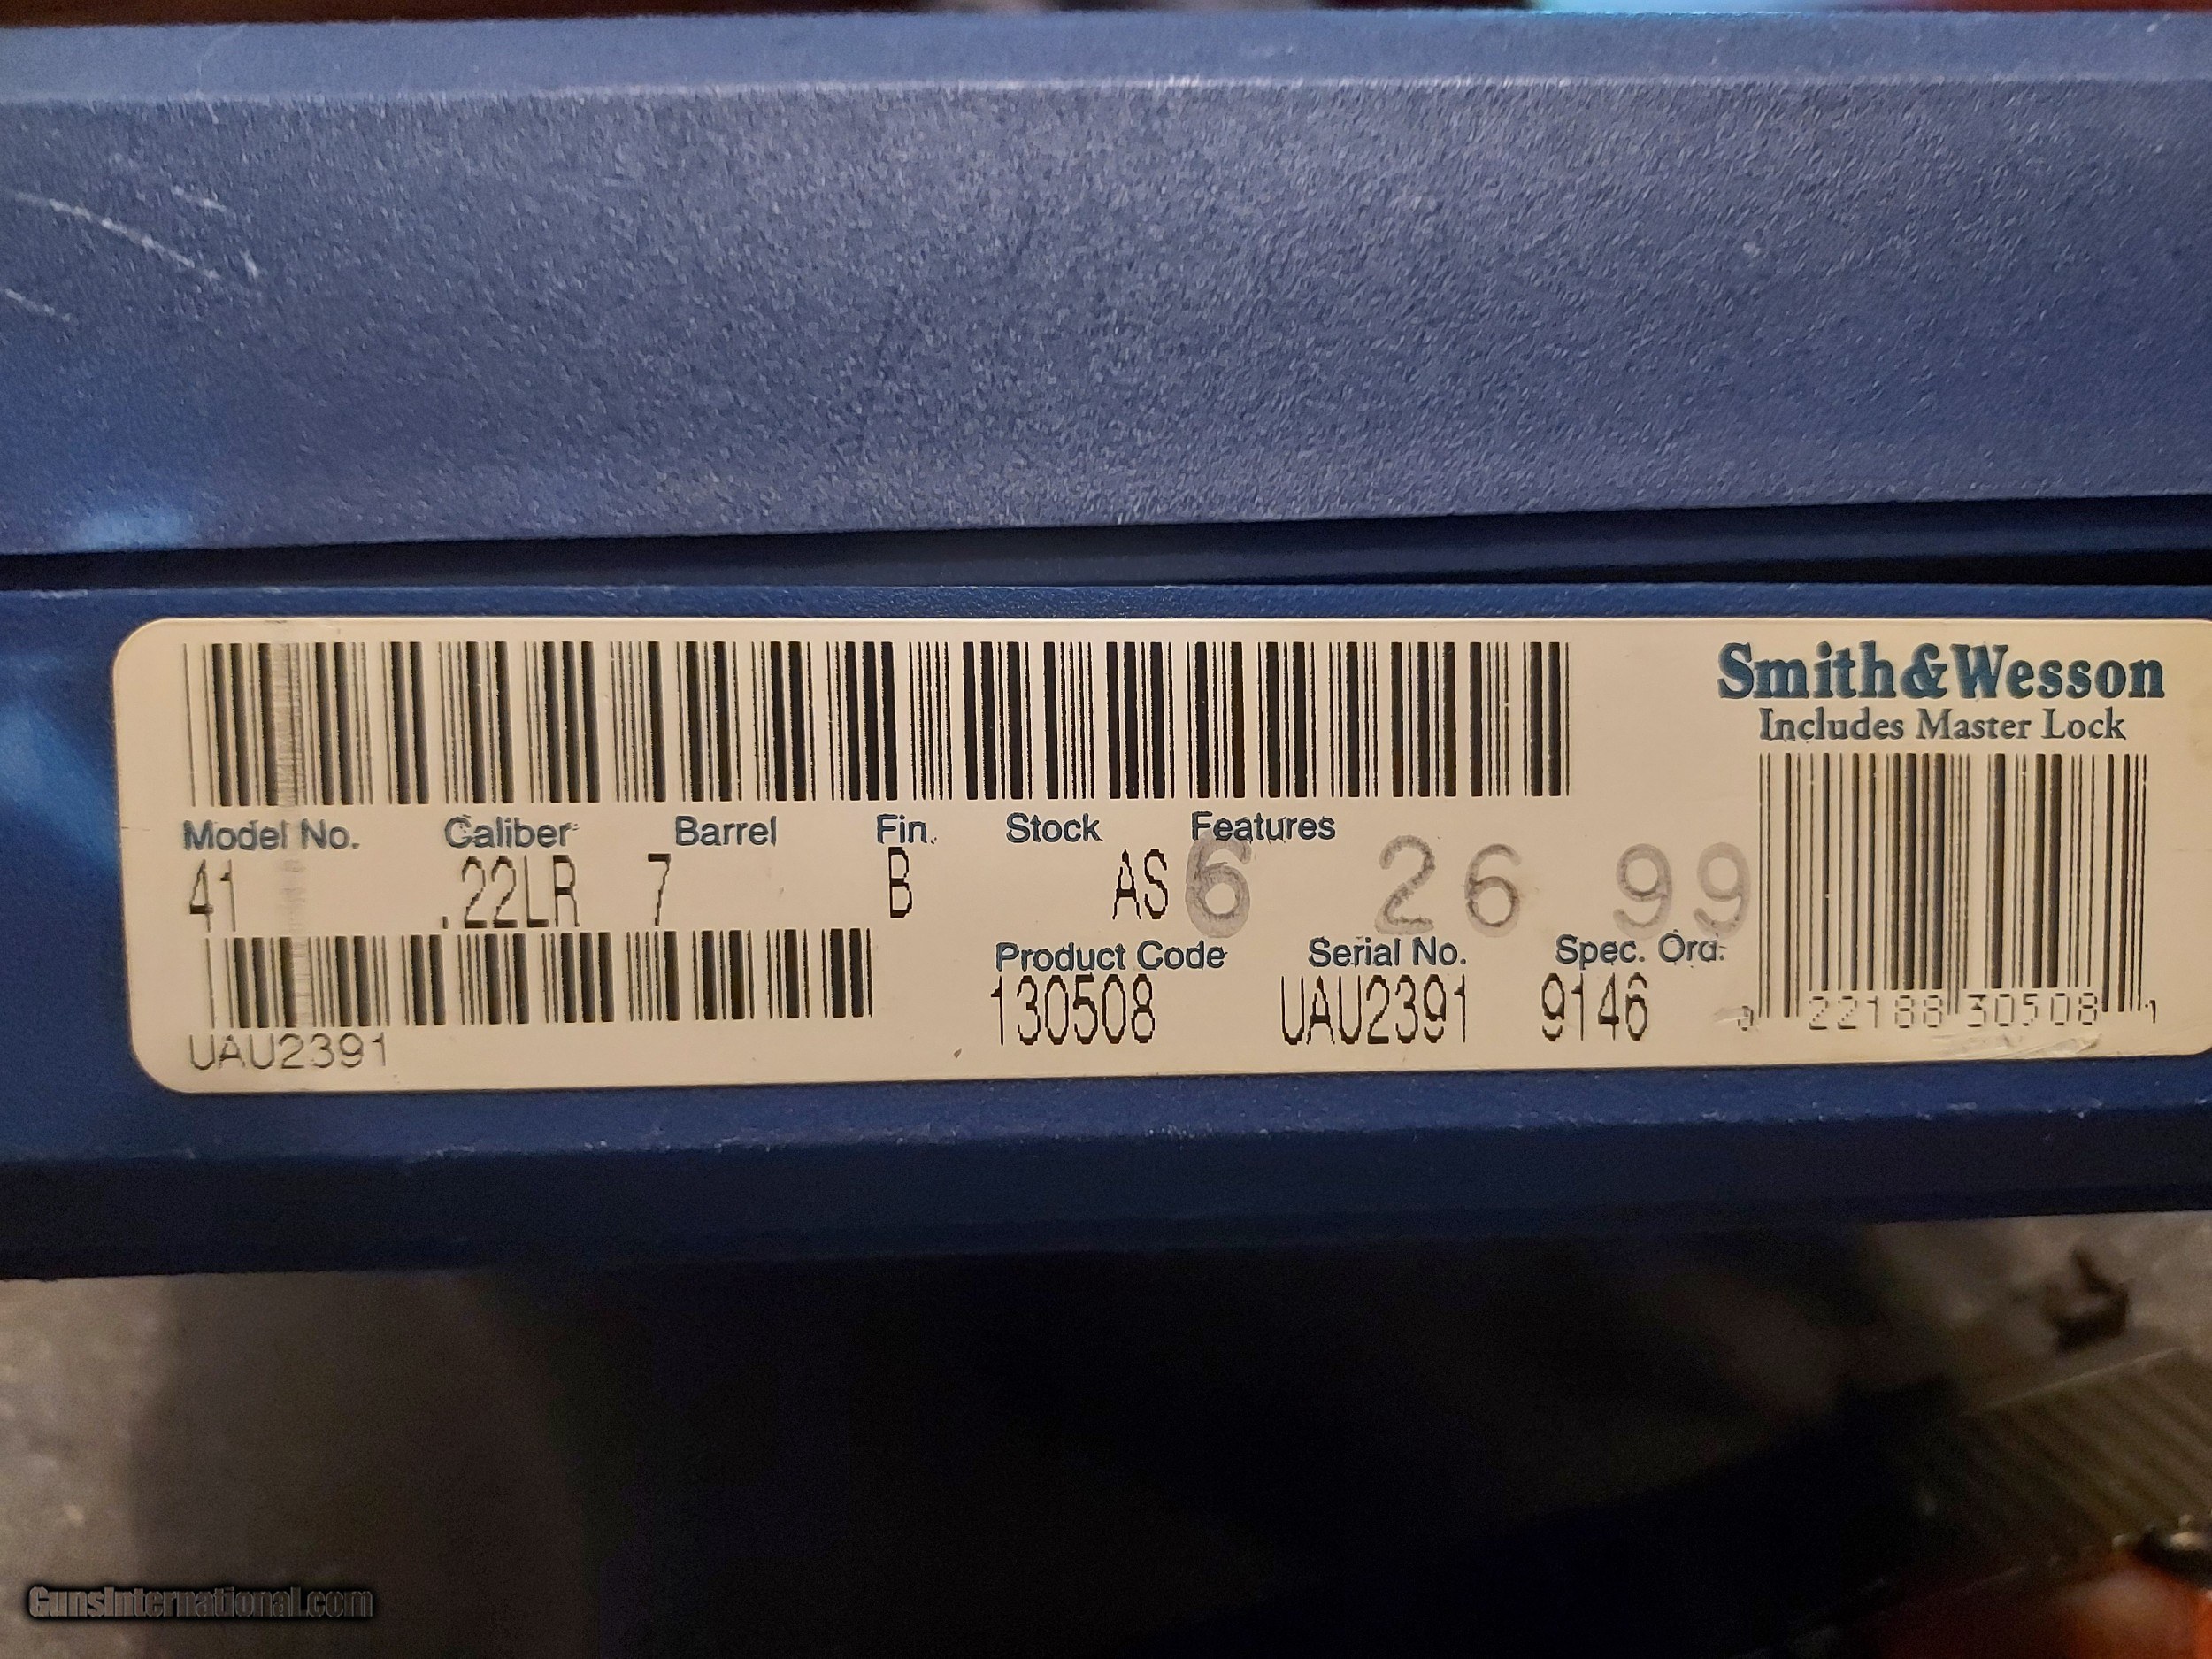 Smith&Wesson
Includes Master Lock
Model No. Caliber Barrel Fin. Stock Features
41 .22LR 7 B AS 6 26 99
Product Code Serial No. Spec. Ord.
130508 UAU2391 9146
UAU2391
0 22188 30508 1
GunsInternational.com